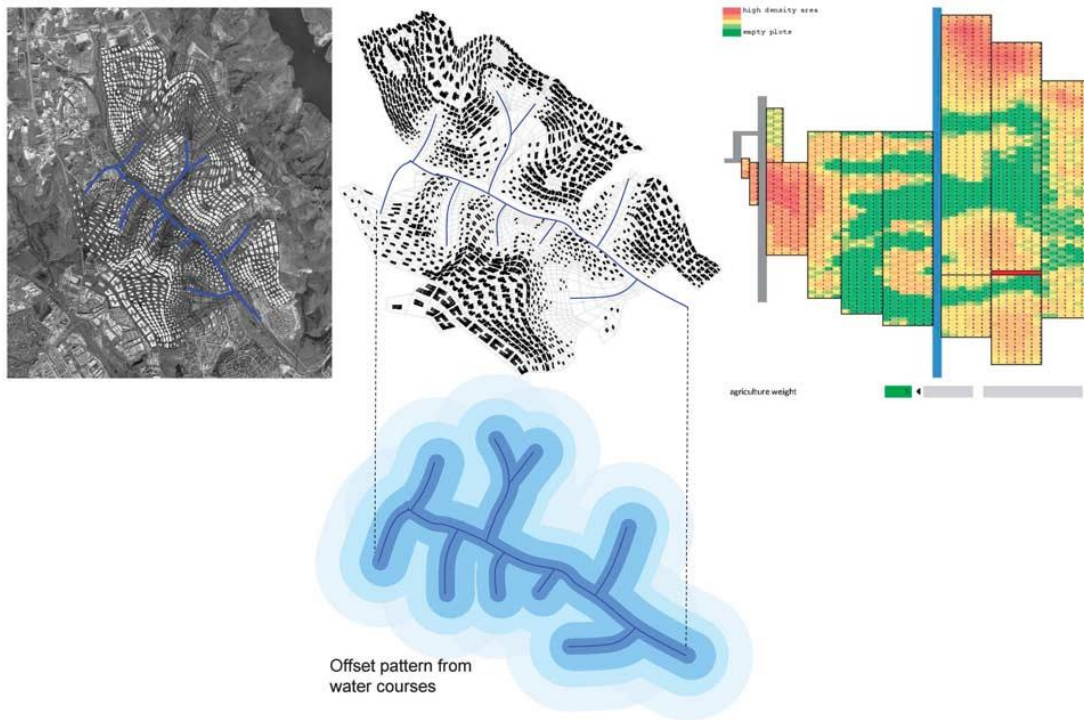 high density area
empty plots
agriculture weight
Offset pattern from
water courses